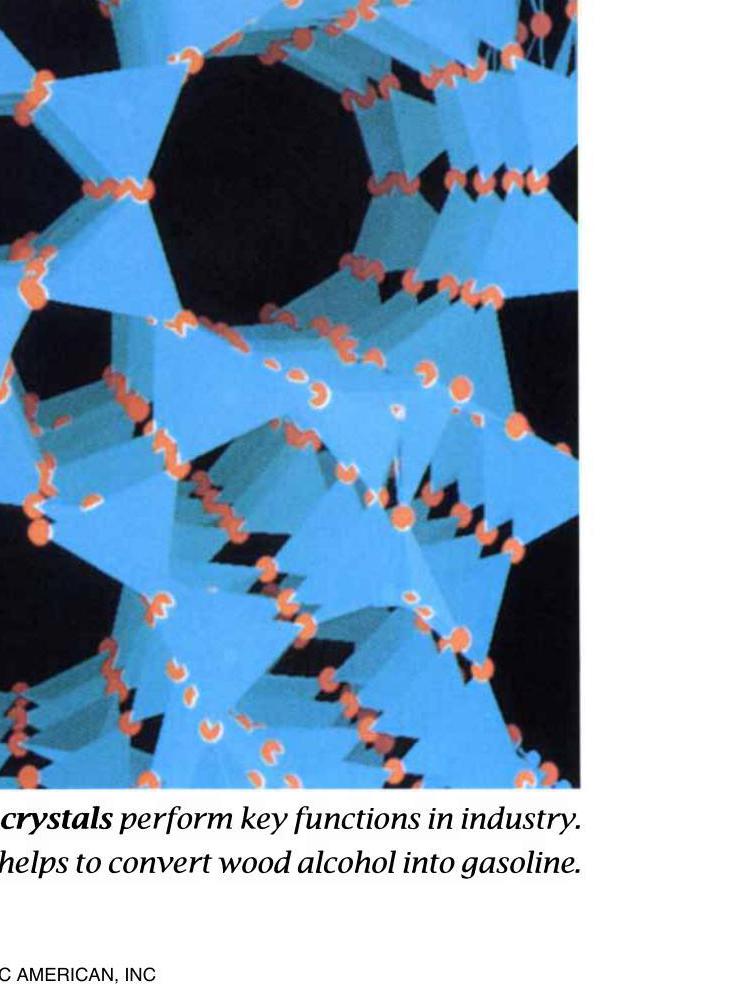 crystals perform key functions in industry.
helps to convert wood alcohol into gasoline.
C AMERICAN, INC